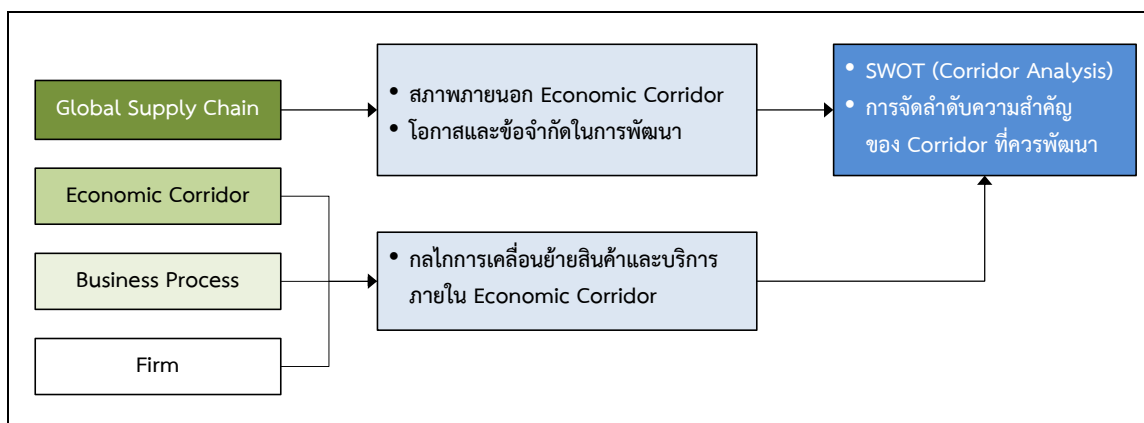 Global Supply Chain
Economic Corridor
Business Process
Firm
• สภาพภายนอก Economic Corridor
• โอกาสและข้อจำกัดในการพัฒนา
• กลไกการเคลื่อนย้ายสินค้าและบริการ
ภายใน Economic Corridor
• SWOT (Corridor Analysis)
• การจัดลำดับความสำคัญ
ของ Corridor ที่ควรพัฒนา